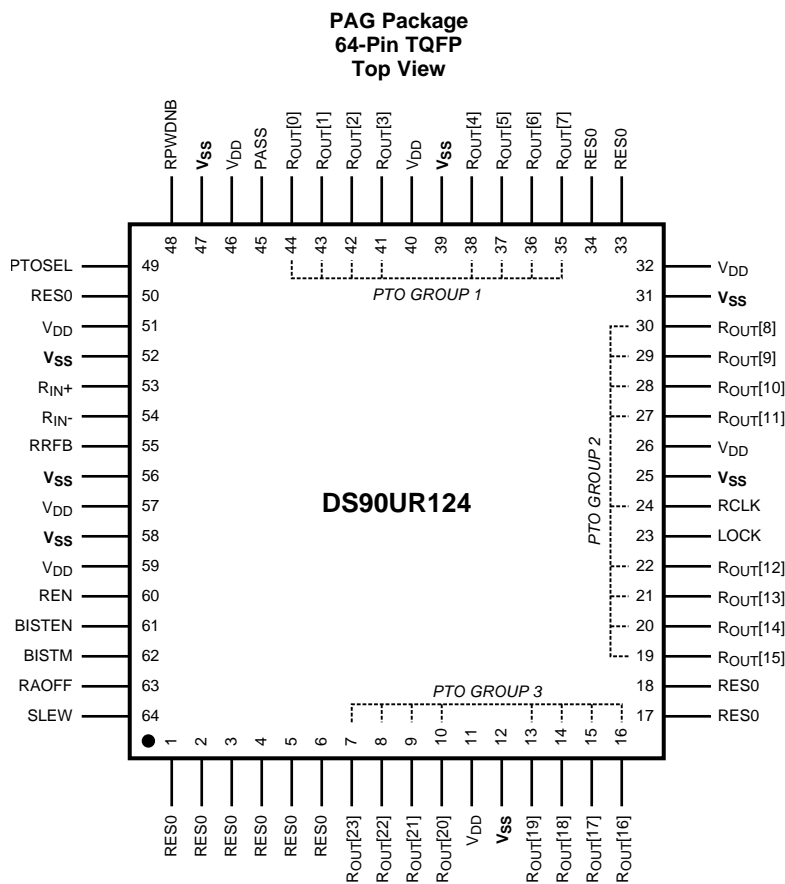 PAG Package
64-Pin TQFP
Top View
RPWDNB
VSS
VDD
PASS
ROUT[0]
ROUT[1]
ROUT[2]
ROUT[3]
VDD
VSS
ROUT[4]
ROUT[5]
ROUT[6]
ROUT[7]
RES0
RES0
48
47
46
45
44
43
42
41
40
39
38
37
36
35
34
33
PTO GROUP 1
PTOSEL 49
RES0 50
VDD 51
VSS 52
RIN+ 53
RIN- 54
RRFB 55
VSS 56
VDD 57
VSS 58
VDD 59
REN 60
BISTEN 61
BISTM 62
RAOFF 63
SLEW 64
DS90UR124
PTO GROUP 2
32 VDD
31 VSS
30 ROUT[8]
29 ROUT[9]
28 ROUT[10]
27 ROUT[11]
26 VDD
25 VSS
24 RCLK
23 LOCK
22 ROUT[12]
21 ROUT[13]
20 ROUT[14]
19 ROUT[15]
18 RES0
17 RES0
PTO GROUP 3
1
2
3
4
5
6
7
8
9
10
11
12
13
14
15
16
RES0
RES0
RES0
RES0
RES0
RES0
ROUT[23]
ROUT[22]
ROUT[21]
ROUT[20]
VDD
VSS
ROUT[19]
ROUT[18]
ROUT[17]
ROUT[16]